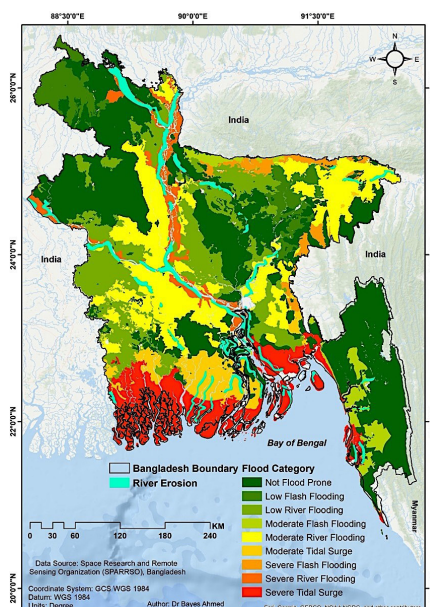 88°30'0"E 90°0'0"E 91°30'0"E
N
W E
S
26°0'0"N
India
24°0'0"N
India
India
22°0'0"N
Bay of Bengal
Myanmar
Bangladesh Boundary
River Erosion
Flood Category
Not Flood Prone
Low Flash Flooding
Low River Flooding
Moderate Flash Flooding
Moderate River Flooding
Moderate Tidal Surge
Severe Flash Flooding
Severe River Flooding
Severe Tidal Surge
KM
0 30 60 120 180 240
Data Source: Space Research and Remote
Sensing Organization (SPARRSO), Bangladesh
Coordinate System: GCS WGS 1984
Datum: WGS 1984
Units: Degree
Author: Dr Bayes Ahmed
20°0'0"N